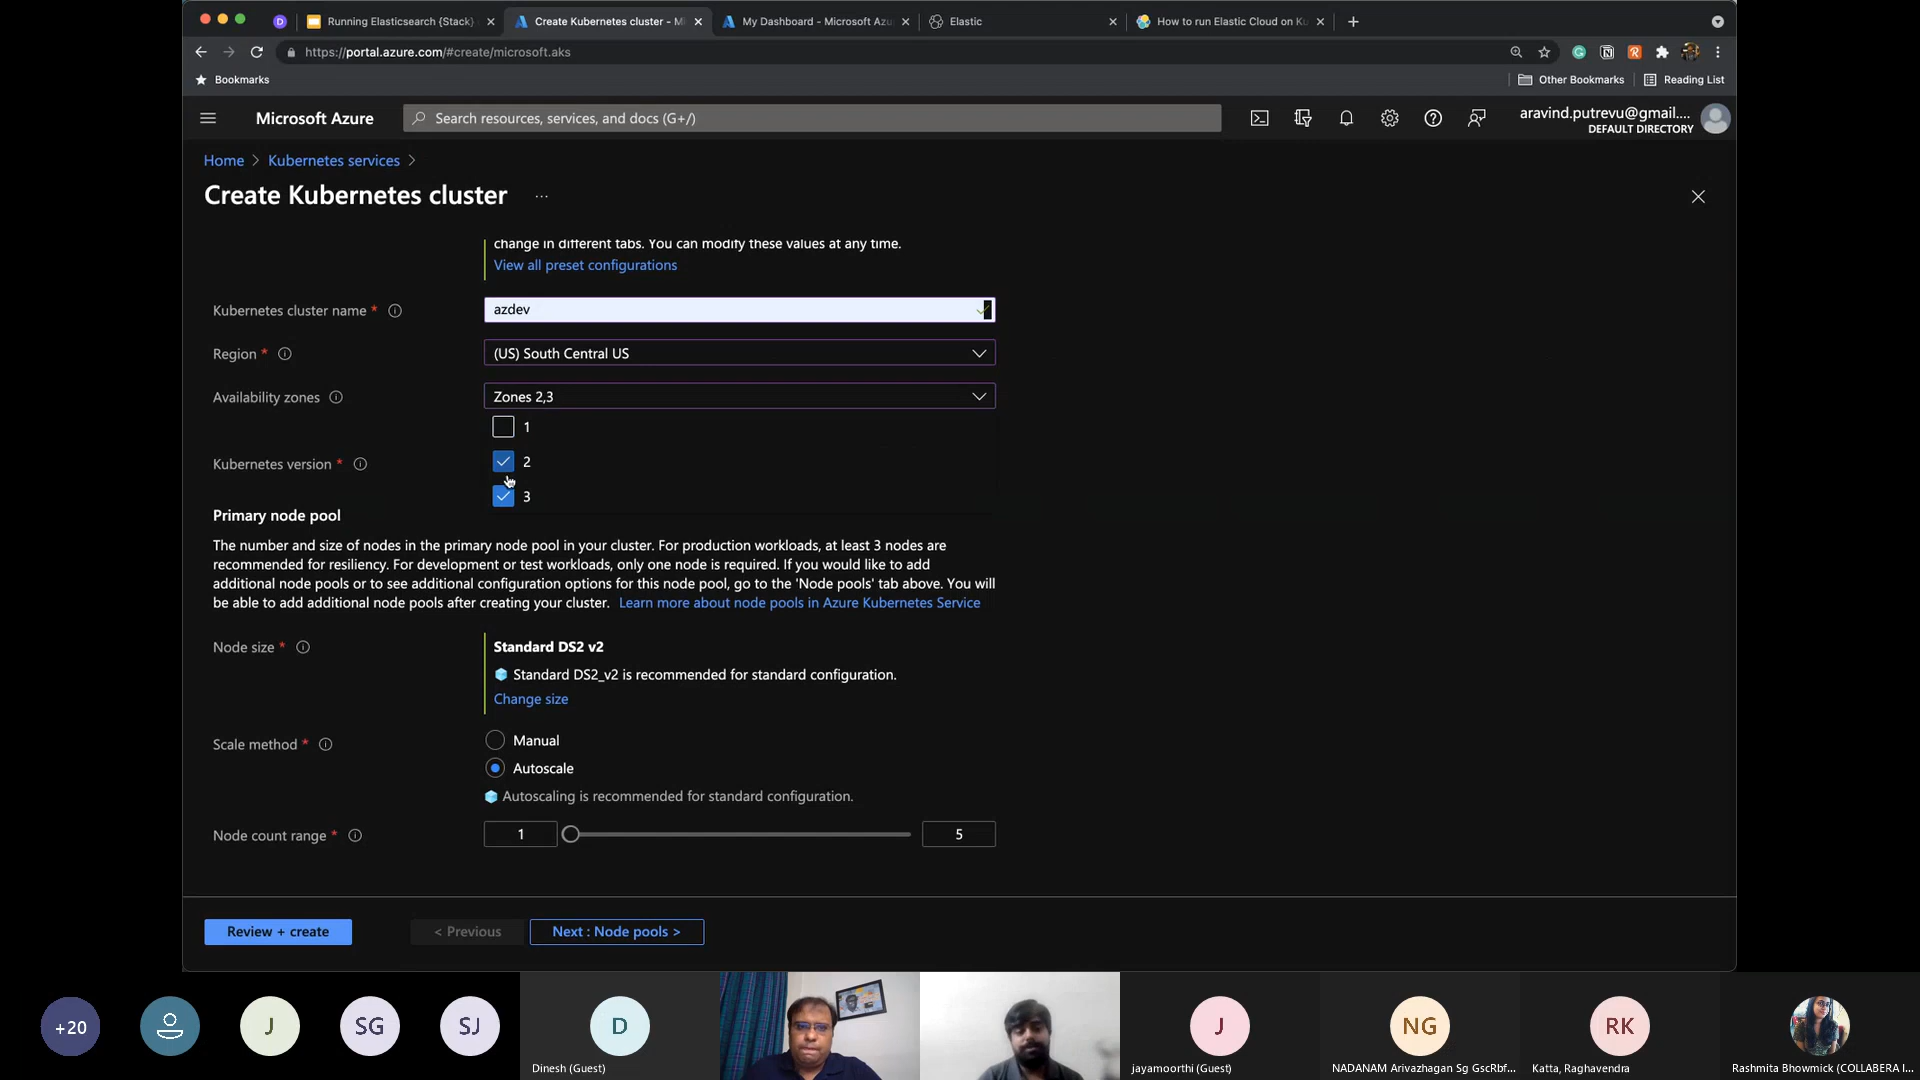 D
Running Elasticsearch {Stack}
Create Kubernetes cluster - Mi
My Dashboard - Microsoft Azu
Elastic
How to run Elastic Cloud on Ku
https://portal.azure.com/#create/microsoft.aks
Bookmarks
Other Bookmarks
Reading List
Microsoft Azure
Search resources, services, and docs (G+/)
aravind.putrevu@gmail....
DEFAULT DIRECTORY
Home > Kubernetes services >
Create Kubernetes cluster ...
change in different tabs. You can modify these values at any time.
View all preset configurations
Kubernetes cluster name *
azdev
Region *
(US) South Central US
Availability zones
Zones 2,3
1
2
Kubernetes version *
3
Primary node pool
The number and size of nodes in the primary node pool in your cluster. For production workloads, at least 3 nodes are
recommended for resiliency. For development or test workloads, only one node is required. If you would like to add
additional node pools or to see additional configuration options for this node pool, go to the 'Node pools' tab above. You will
be able to add additional node pools after creating your cluster. Learn more about node pools in Azure Kubernetes Service
Node size *
Standard DS2 v2
Standard DS2_v2 is recommended for standard configuration.
Change size
Scale method *
Manual
Autoscale
Autoscaling is recommended for standard configuration.
Node count range *
1
5
Review + create
< Previous
Next : Node pools >
+20
J
SG
SJ
D
Dinesh (Guest)
J
jayamoorthi (Guest)
NG
NADANAM Arivazhagan Sg GscRbf...
RK
Katta, Raghavendra
Rashmita Bhowmick (COLLABERA I...